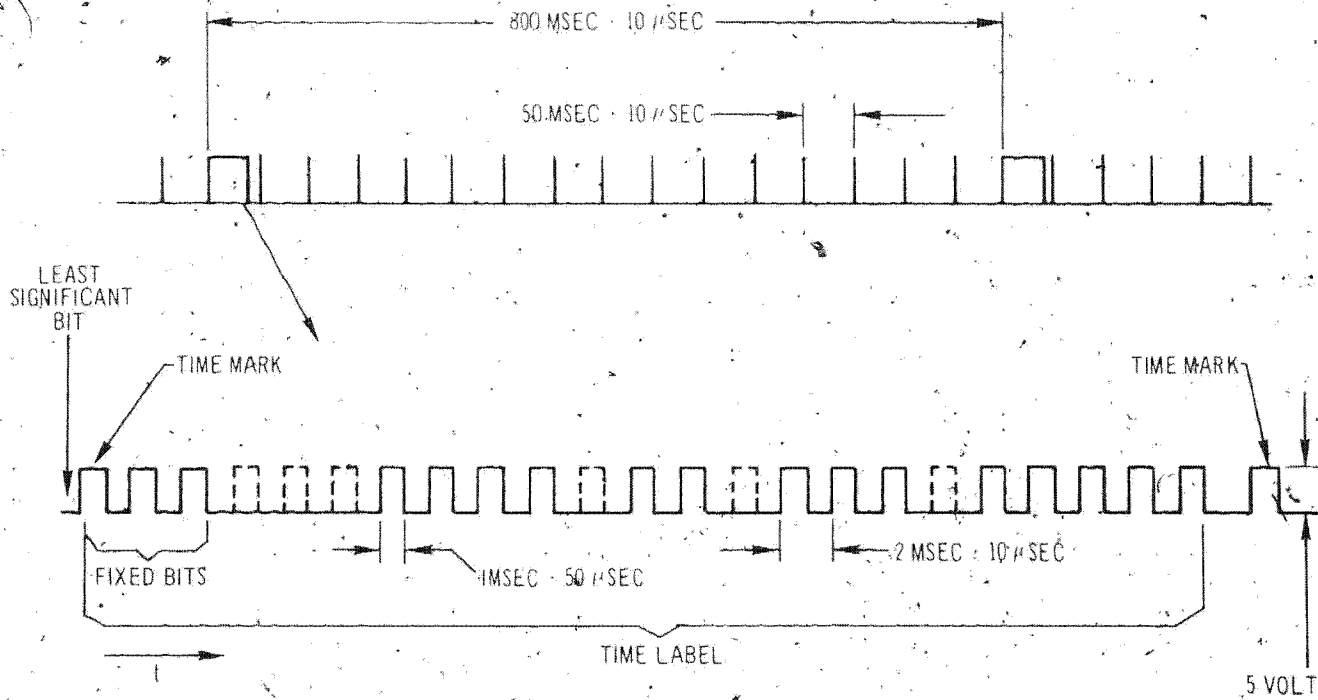 800 MSEC · 10 μSEC
50 MSEC · 10 μSEC
LEAST
SIGNIFICANT
BIT
TIME MARK
TIME MARK
FIXED BITS
1MSEC · 50 μSEC
2 MSEC · 10 μSEC
TIME LABEL
t
5 VOLT